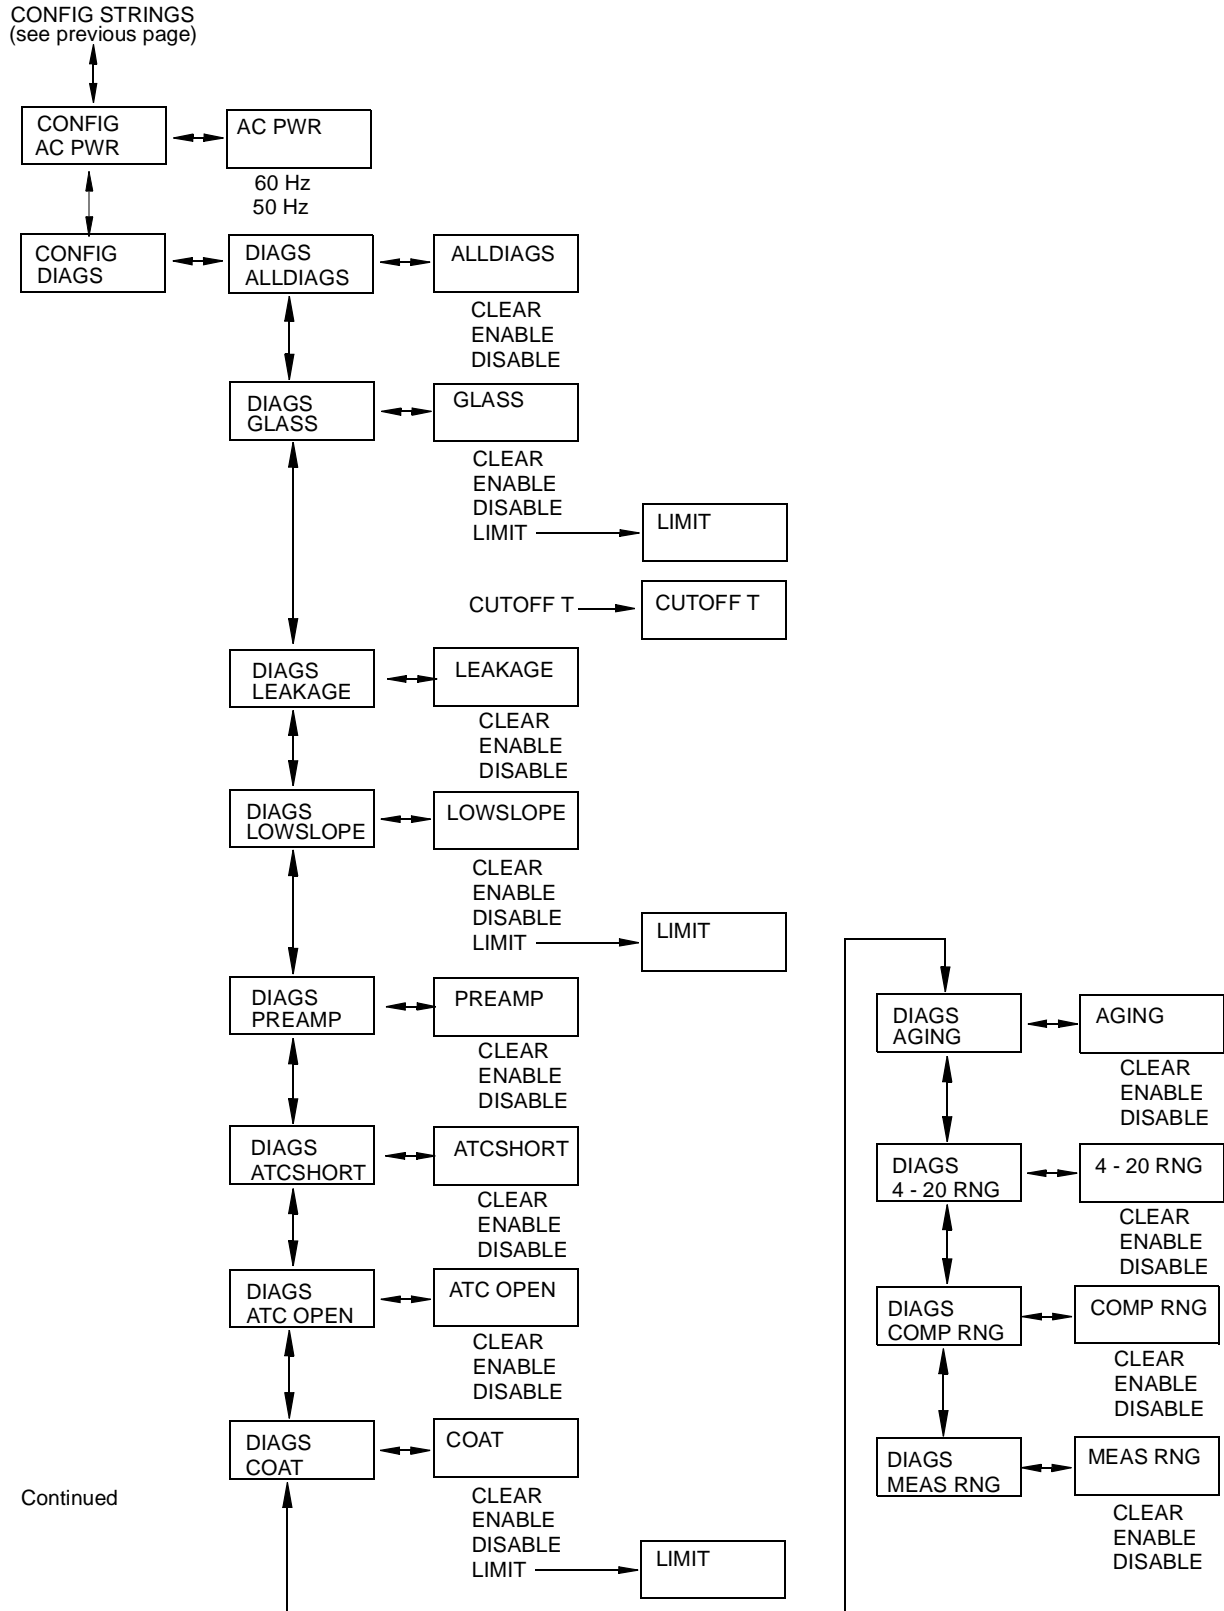 CONFIG STRINGS
(see previous page)
CONFIG
AC PWR
AC PWR
60 Hz
50 Hz
CONFIG
DIAGS
DIAGS
ALLDIAGS
ALLDIAGS
CLEAR
ENABLE
DISABLE
DIAGS
GLASS
GLASS
CLEAR
ENABLE
DISABLE
LIMIT
LIMIT
CUTOFF T
CUTOFF T
DIAGS
LEAKAGE
LEAKAGE
CLEAR
ENABLE
DISABLE
DIAGS
LOWSLOPE
LOWSLOPE
CLEAR
ENABLE
DISABLE
LIMIT
LIMIT
DIAGS
PREAMP
PREAMP
CLEAR
ENABLE
DISABLE
DIAGS
ATCSHORT
ATCSHORT
CLEAR
ENABLE
DISABLE
DIAGS
ATC OPEN
ATC OPEN
CLEAR
ENABLE
DISABLE
DIAGS
COAT
COAT
CLEAR
ENABLE
DISABLE
LIMIT
LIMIT
Continued
DIAGS
AGING
AGING
CLEAR
ENABLE
DISABLE
DIAGS
4 - 20 RNG
4 - 20 RNG
CLEAR
ENABLE
DISABLE
DIAGS
COMP RNG
COMP RNG
CLEAR
ENABLE
DISABLE
DIAGS
MEAS RNG
MEAS RNG
CLEAR
ENABLE
DISABLE